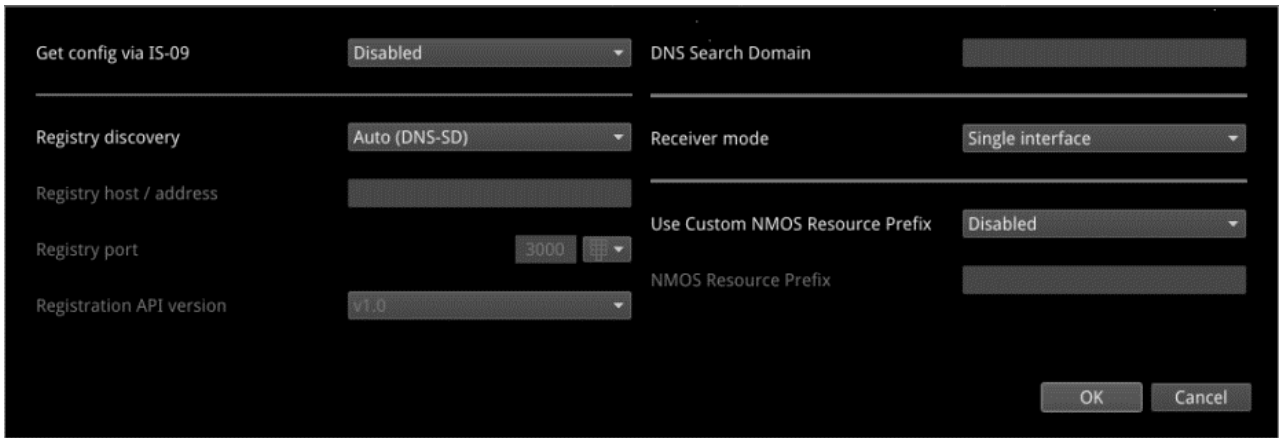 Get config via IS-09
Disabled
Registry discovery
Auto (DNS-SD)
Registry host / address
Registry port
3000
Registration API version
v1.0
DNS Search Domain
Receiver mode
Single interface
Use Custom NMOS Resource Prefix
Disabled
NMOS Resource Prefix
OK
Cancel